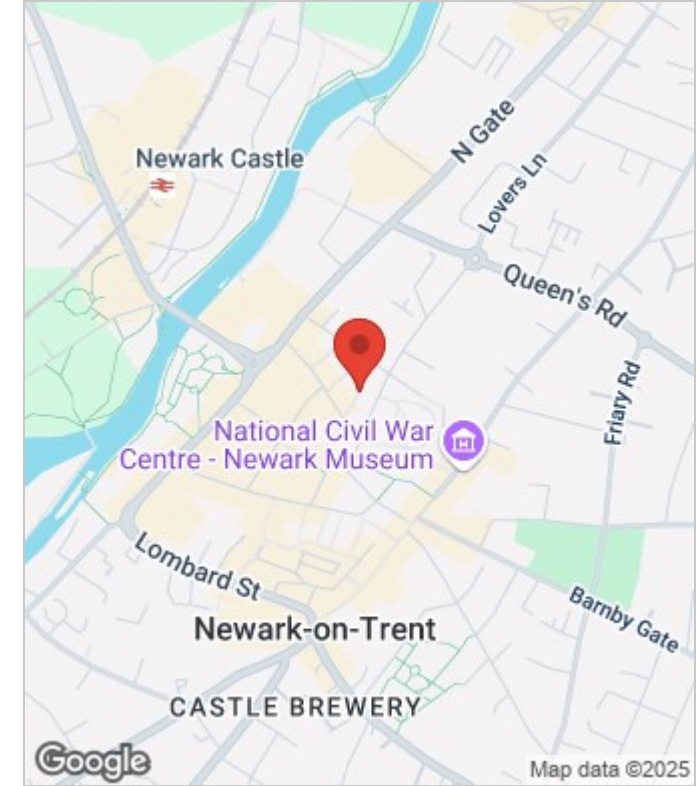 N Gate
Newark Castle
Lovers Ln
Queen's Rd
Friary Rd
National Civil War
Centre - Newark Museum
Lombard St
Barnby Gate
Newark-on-Trent
CASTLE BREWERY
Google
Map data ©2025